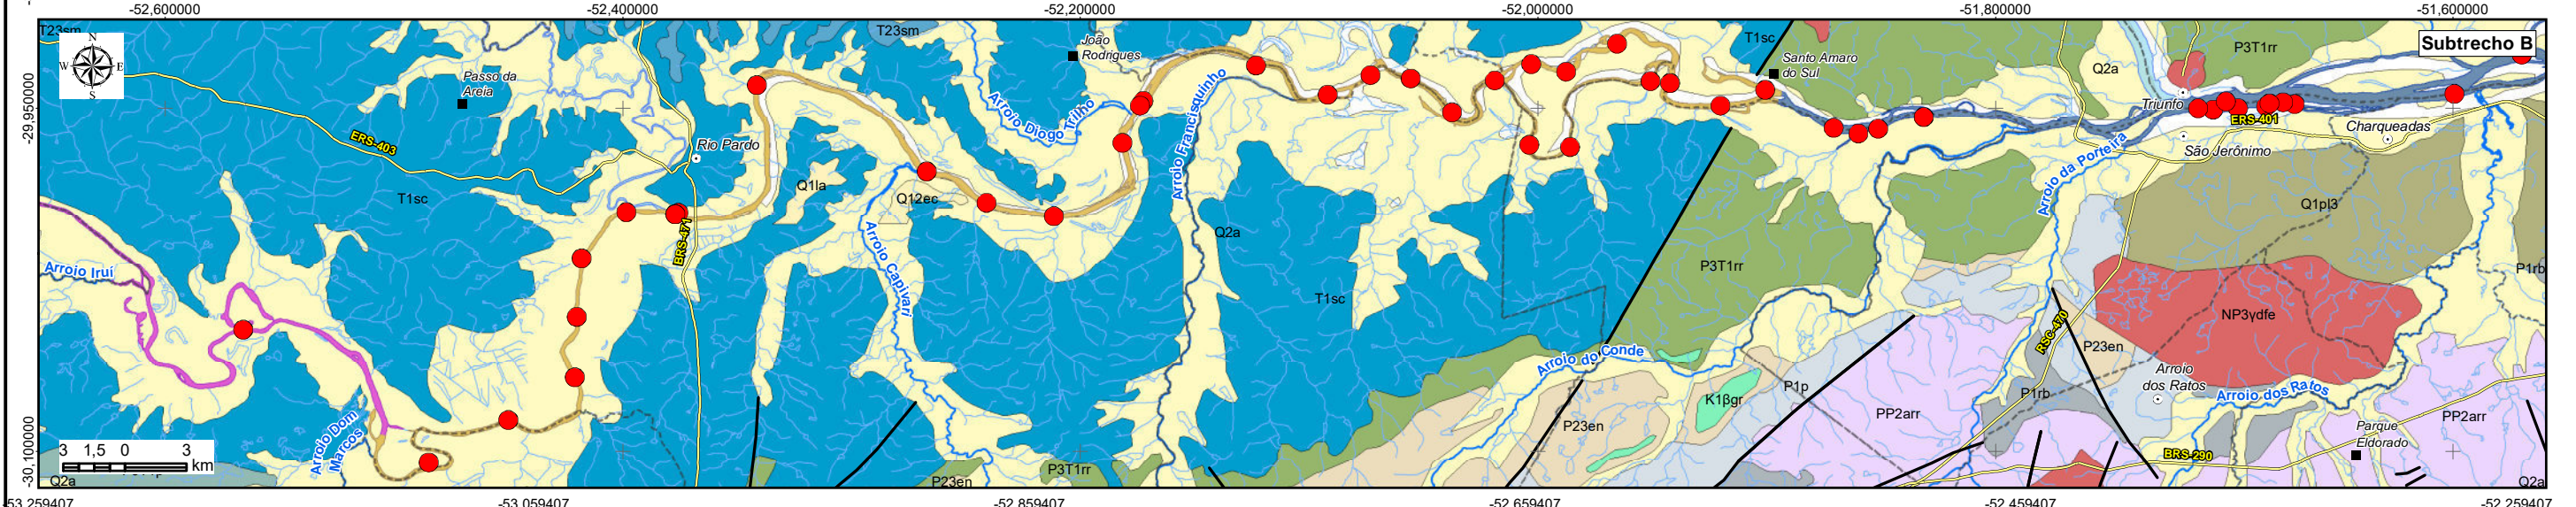 -52,600000
-52,400000
-52,200000
-52,000000
-51,800000
-51,600000
Subtrecho B
T23sm
N
W E
S
T23sm
João
Rodrigues
T1sc
Santo Amaro
do Sul
P3T1rr
Q2a
Passo da
Areia
-29,950000
Arroio Diogo Trilho
Arroio Francisquinho
Triunfo
ERS-401
Charqueadas
ERS-403
Rio Pardo
São Jerônimo
Arroio da Porteira
T1sc
Q1la
Q12ec
Q1pl3
BRS-471
Q2a
Arroio Capivari
Arroio Iruí
P3T1rr
P1rb
T1sc
NP3γdfe
RSC-470
P23en
Arroio do Conde
Arroio
dos Ratos
P1p
P1rb
Arroio dos Ratos
K1βgr
PP2arr
PP2arr
P23en
Arroio Dom
Marcos
Parque
Eldorado
-30,100000
3 1,5 0 3
km
BRS-290
P3T1rr
Q2a
P23en
Q2a
-53,259407
-53,059407
-52,859407
-52,659407
-52,459407
-52,259407